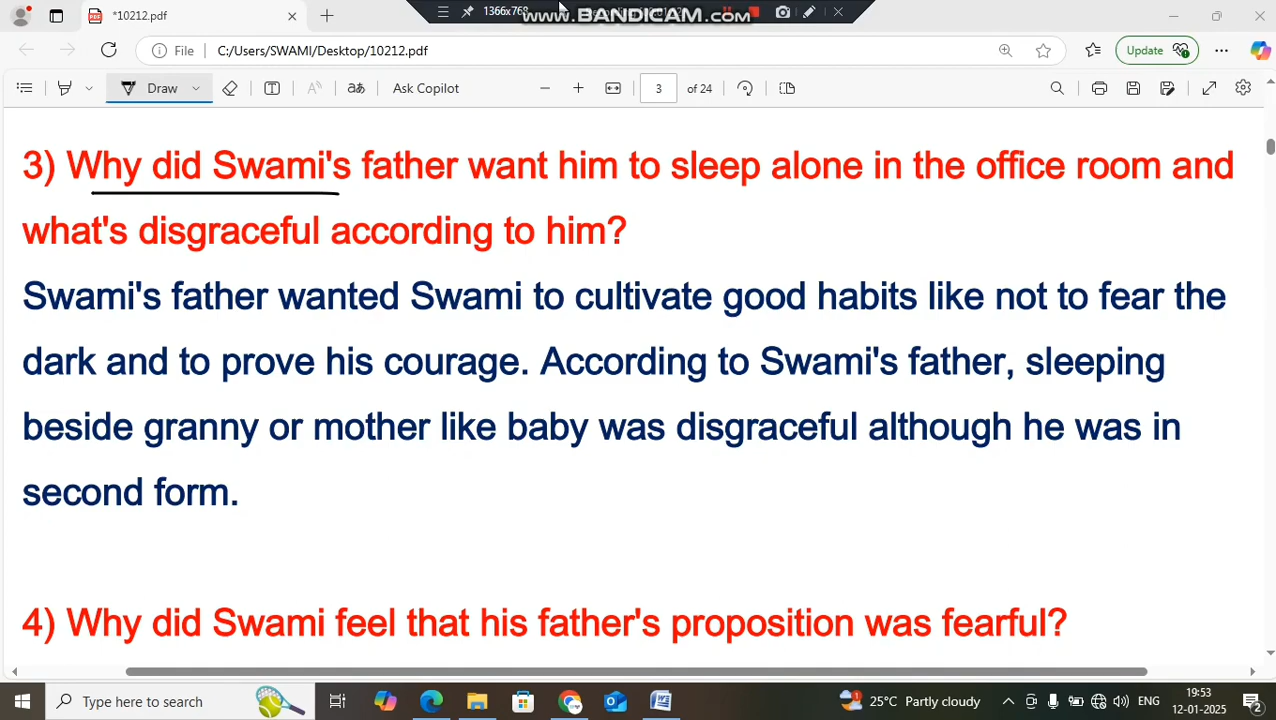 *10212.pdf
1366x768
www.BANDICAM.com
File C:/Users/SWAMI/Desktop/10212.pdf
Update
Draw
Ask Copilot
3 of 24
3) Why did Swami's father want him to sleep alone in the office room and
what's disgraceful according to him?
Swami's father wanted Swami to cultivate good habits like not to fear the
dark and to prove his courage. According to Swami's father, sleeping
beside granny or mother like baby was disgraceful although he was in
second form.
4) Why did Swami feel that his father's proposition was fearful?
Type here to search
25°C Partly cloudy
ENG
19:53
12-01-2025